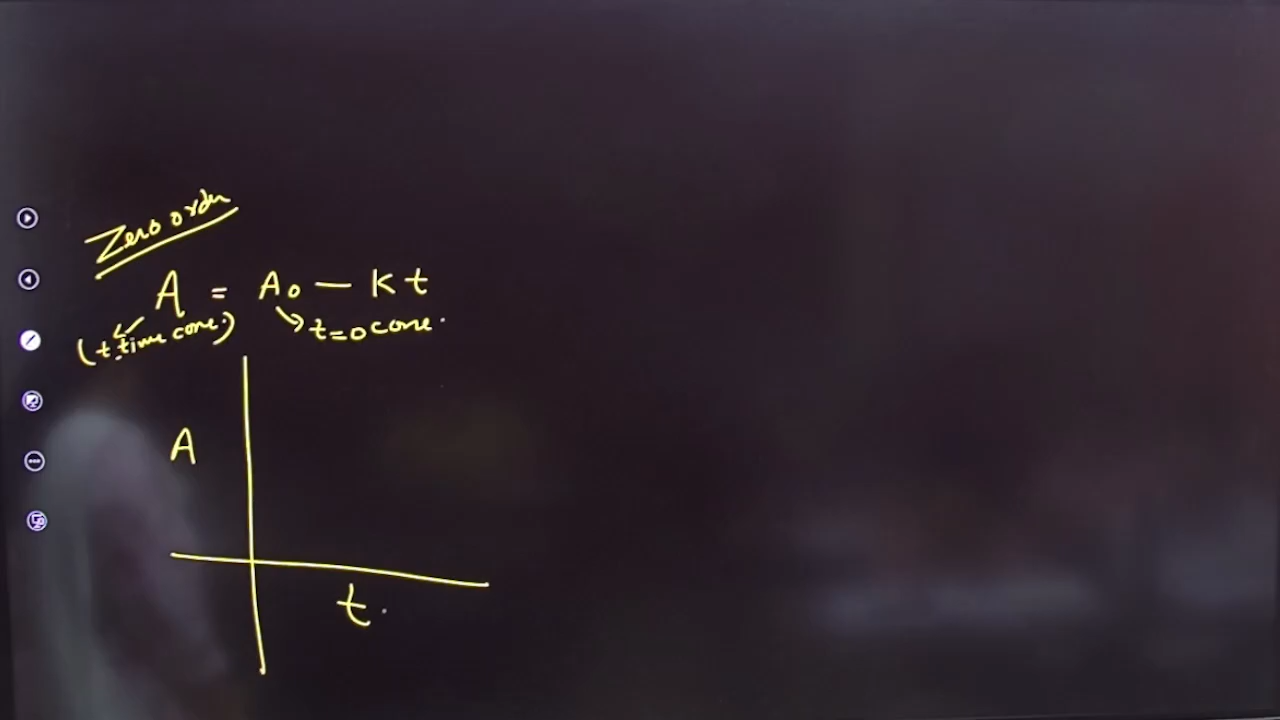 Zero order
A = A0 – Kt
(t time conc.)
t=0 conc.
A
t